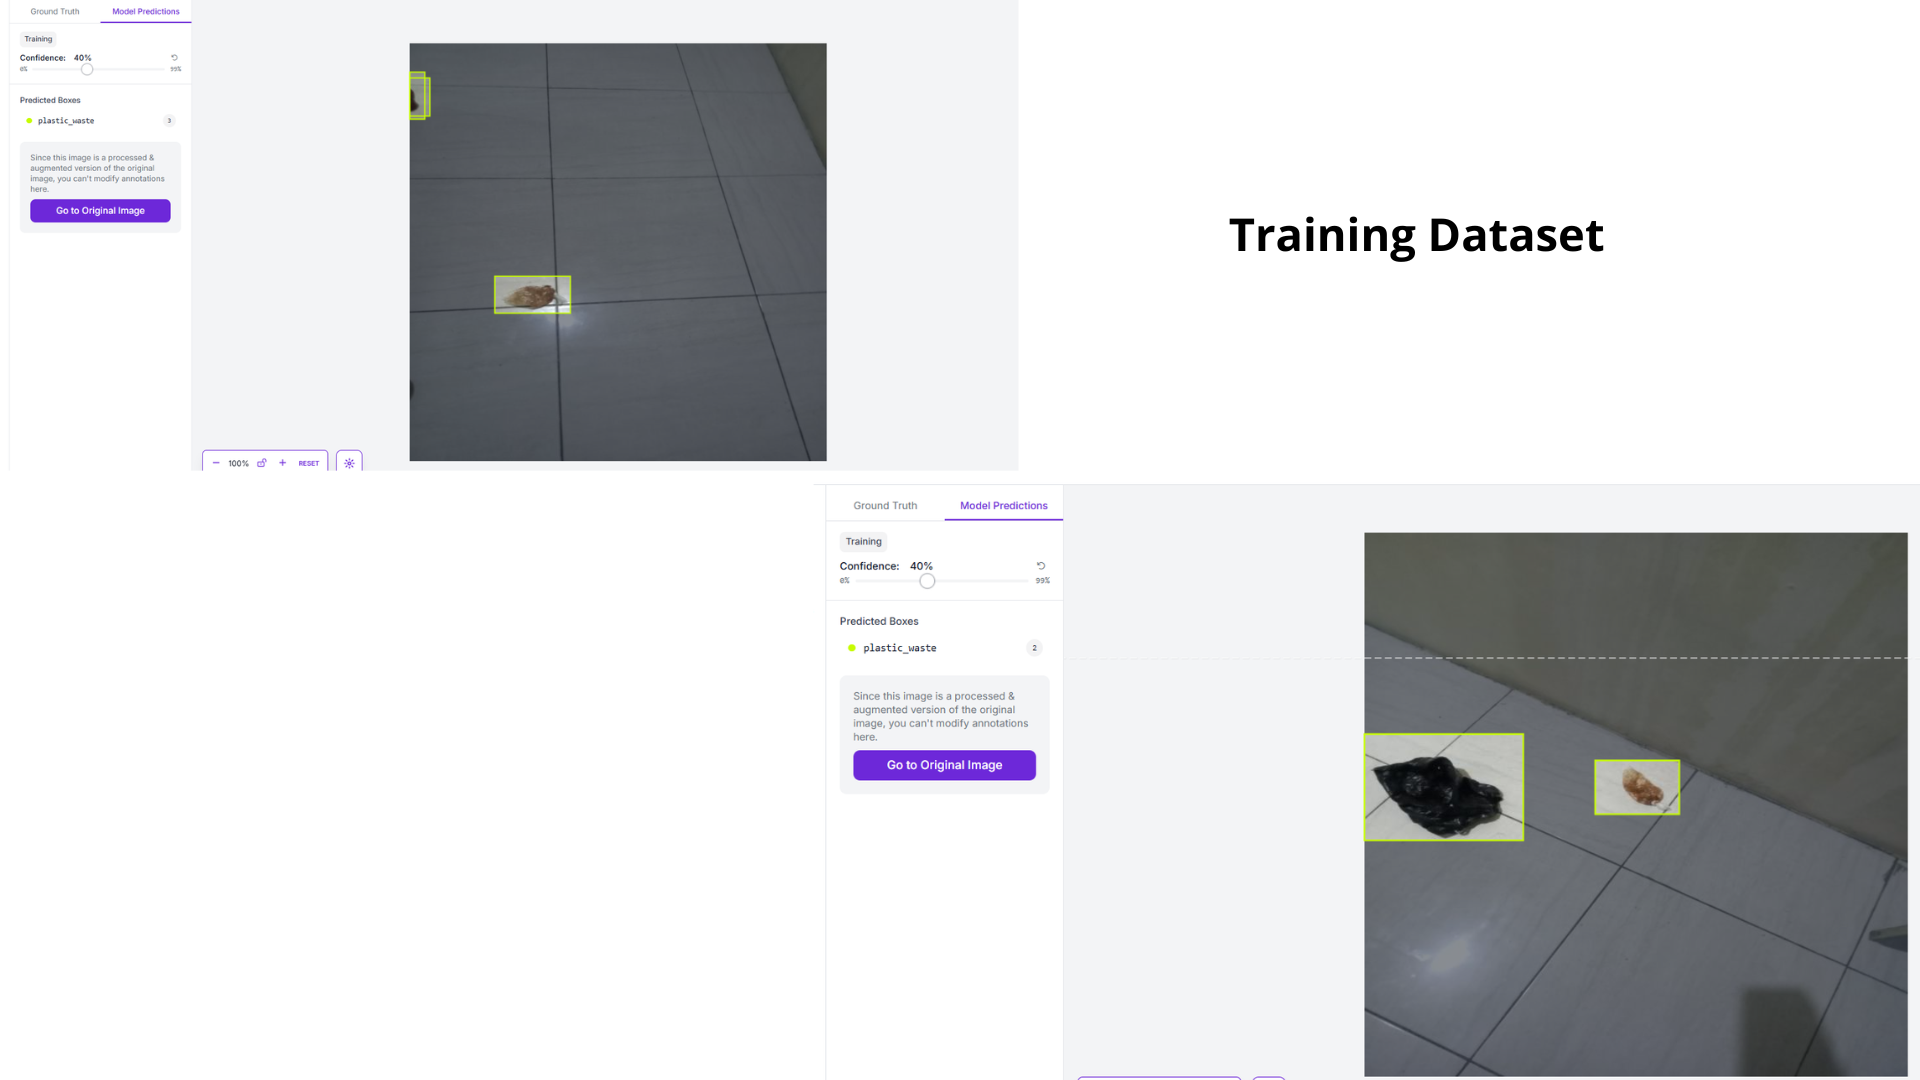 Ground Truth Model Predictions
Training
Confidence: 40%
0% 99%
Predicted Boxes
plastic_waste 3
Since this image is a processed &
augmented version of the original
image, you can't modify annotations
here.
Go to Original Image
100% RESET
Training Dataset
Ground Truth Model Predictions
Training
Confidence: 40%
0% 99%
Predicted Boxes
plastic_waste 2
Since this image is a processed &
augmented version of the original
image, you can't modify annotations
here.
Go to Original Image